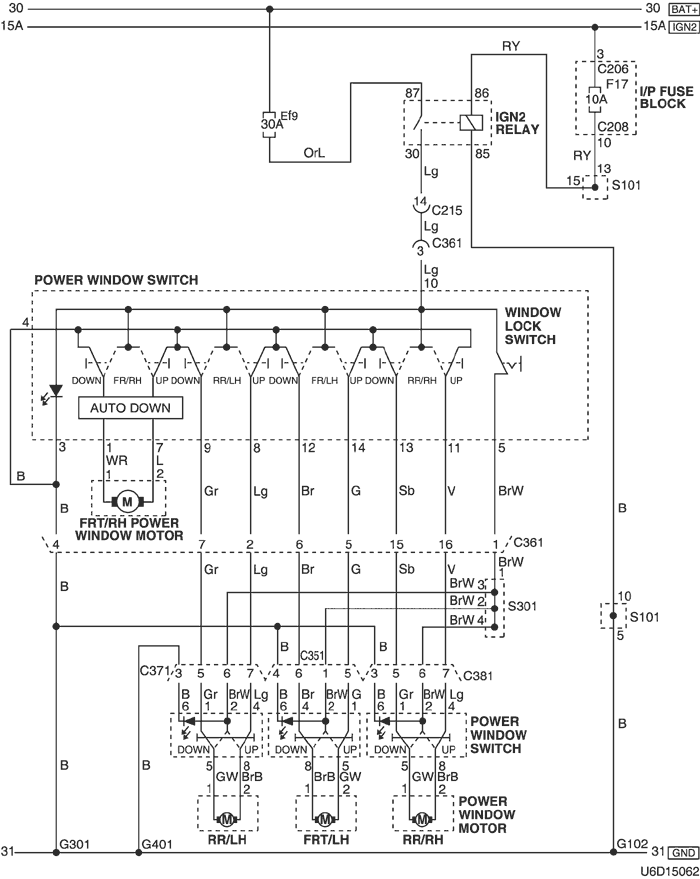 30
30 BAT+
15A
15A IGN2
RY
3
C206
F17
10A
I/P FUSE
BLOCK
C208
10
RY
13
15
S101
Ef9
30A
OrL
87
86
IGN2
RELAY
30
85
Lg
14
C215
Lg
C361
3
Lg
10
POWER WINDOW SWITCH
WINDOW
LOCK
SWITCH
4
DOWN FR/RH UP DOWN RR/LH UP DOWN FR/LH UP DOWN RR/RH UP
AUTO DOWN
3 1 7 9 8 12 14 13 11 5
WR L
1 2
B
B
Gr Lg Br G Sb V BrW
B
M
FRT/RH POWER
WINDOW MOTOR
4 7 2 6 5 15 16 1 C361
B Gr Lg Br G Sb V BrW
1
BrW 3
BrW 2
BrW 4
S301
10
S101
5
B B B
C371 3 5 6 7 C351 4 6 1 5 3 5 6 7 C381
B Gr BrW Lg B Br BrW G B Gr BrW Lg
6 1 2 4 6 4 2 1 6 1 2 4
DOWN UP DOWN UP DOWN UP
POWER
WINDOW
SWITCH
5 8 8 5 5 8
GW BrB BrB GW GW BrB
1 2 1 2 1 2
B B B
M M M
POWER
WINDOW
MOTOR
RR/LH FRT/LH RR/RH
31 G301 G401 G102 31 GND
U6D15062